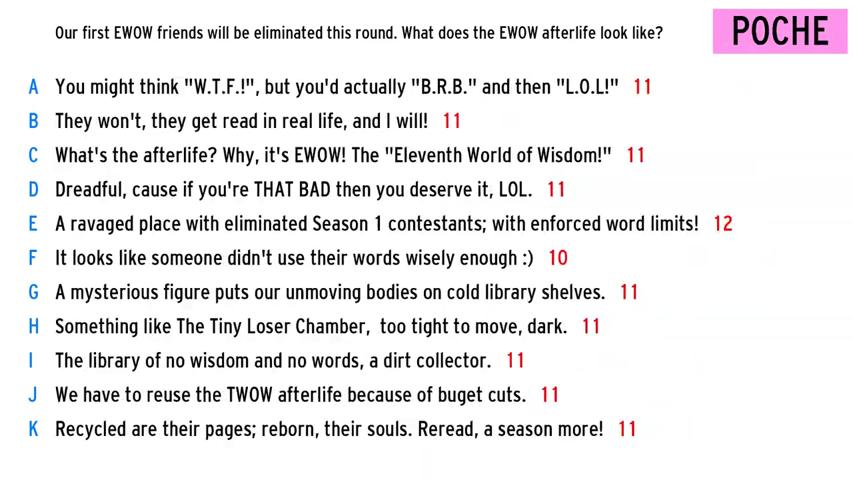 Our first EWOW friends will be eliminated this round. What does the EWOW afterlife look like?
POCHE
A You might think "W.T.F.!", but you'd actually "B.R.B." and then "L.O.L!" 11
B They won't, they get read in real life, and I will! 11
C What's the afterlife? Why, it's EWOW! The "Eleventh World of Wisdom!" 11
D Dreadful, cause if you're THAT BAD then you deserve it, LOL. 11
E A ravaged place with eliminated Season 1 contestants; with enforced word limits! 12
F It looks like someone didn't use their words wisely enough :) 10
G A mysterious figure puts our unmoving bodies on cold library shelves. 11
H Something like The Tiny Loser Chamber, too tight to move, dark. 11
I The library of no wisdom and no words, a dirt collector. 11
J We have to reuse the TWOW afterlife because of buget cuts. 11
K Recycled are their pages; reborn, their souls. Reread, a season more! 11